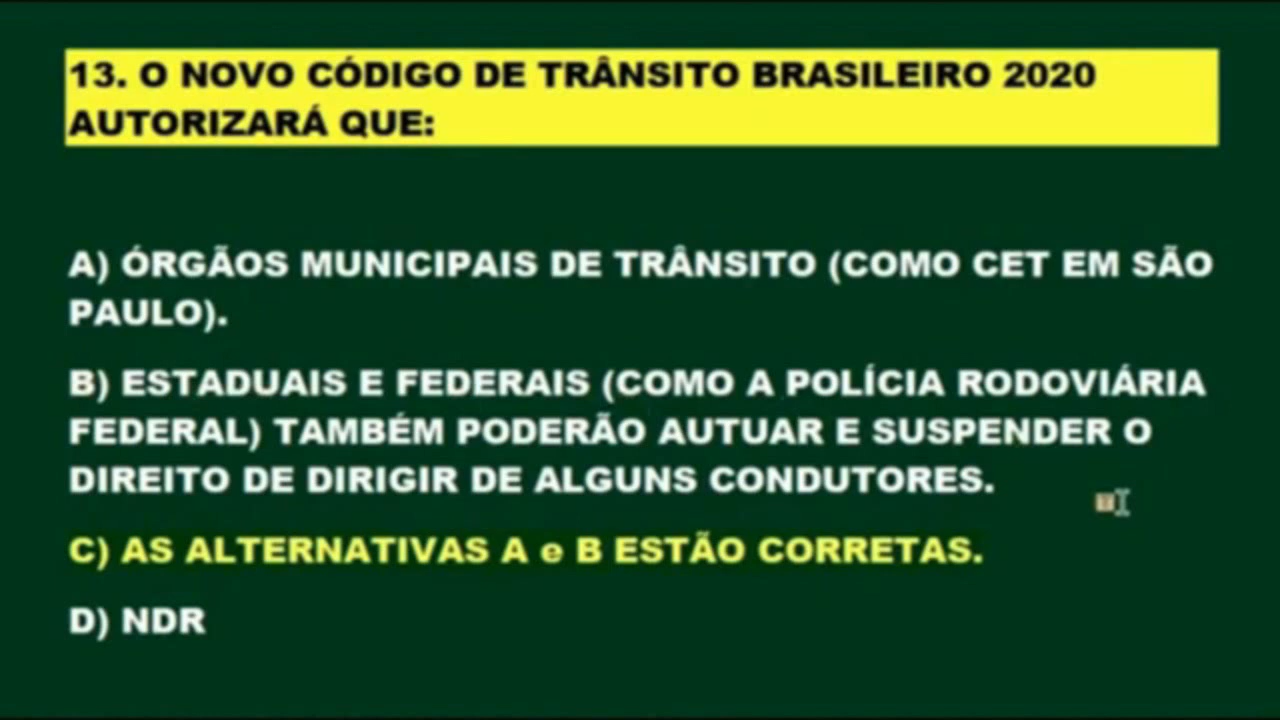 13. O NOVO CÓDIGO DE TRÂNSITO BRASILEIRO 2020
AUTORIZARÁ QUE:
A) ÓRGÃOS MUNICIPAIS DE TRÂNSITO (COMO CET EM SÃO
PAULO).
B) ESTADUAIS E FEDERAIS (COMO A POLÍCIA RODOVIÁRIA
FEDERAL) TAMBÉM PODERÃO AUTUAR E SUSPENDER O
DIREITO DE DIRIGIR DE ALGUNS CONDUTORES.
C) AS ALTERNATIVAS A e B ESTÃO CORRETAS.
D) NDR